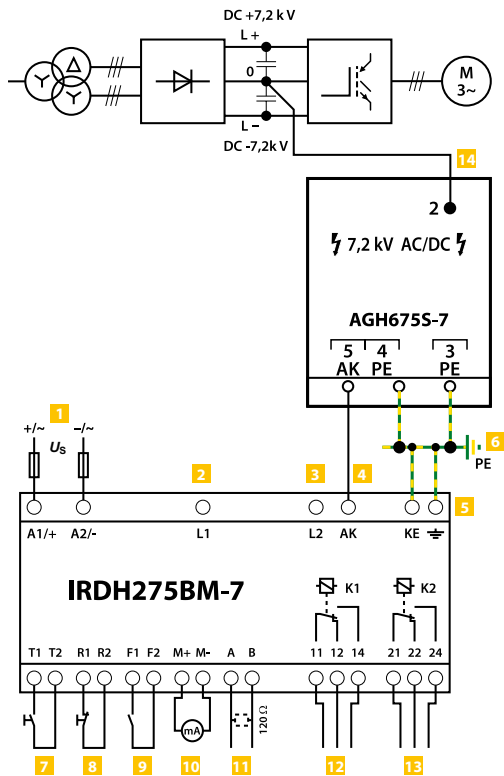 DC +7,2 k V
L +
0
L –
DC -7,2k V
M
3~
14
2
7,2 kV AC/DC
AGH675S-7
5 4 3
AK PE PE
1
+/~ –/~
US
2
3
4
6
PE
5
A1/+ A2/- L1 L2 AK KE
IRDH275BM-7
K1 K2
T1 T2 R1 R2 F1 F2 M+ M- A B 11 12 14 21 22 24
mA
120 Ω
7 8 9 10 11 12 13